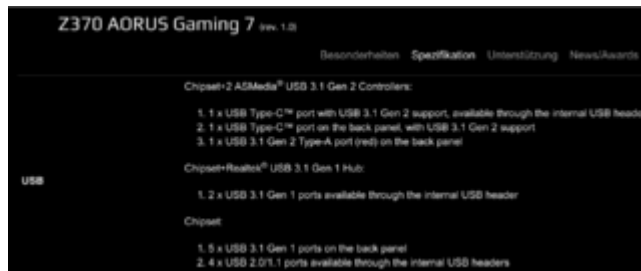 Z370 AORUS Gaming 7 (rev. 1.0)
Besonderheiten Spezifikation Unterstützung News/Awards
Chipset+2 ASMedia® USB 3.1 Gen 2 Controllers:
1. 1 x USB Type-C™ port with USB 3.1 Gen 2 support, available through the internal USB heade
2. 1 x USB Type-C™ port on the back panel, with USB 3.1 Gen 2 support
3. 1 x USB 3.1 Gen 2 Type-A port (red) on the back panel
Chipset+Realtek® USB 3.1 Gen 1 Hub:
USB
1. 2 x USB 3.1 Gen 1 ports available through the internal USB header
Chipset:
1. 5 x USB 3.1 Gen 1 ports on the back panel
2. 4 x USB 2.0/1.1 ports available through the internal USB headers